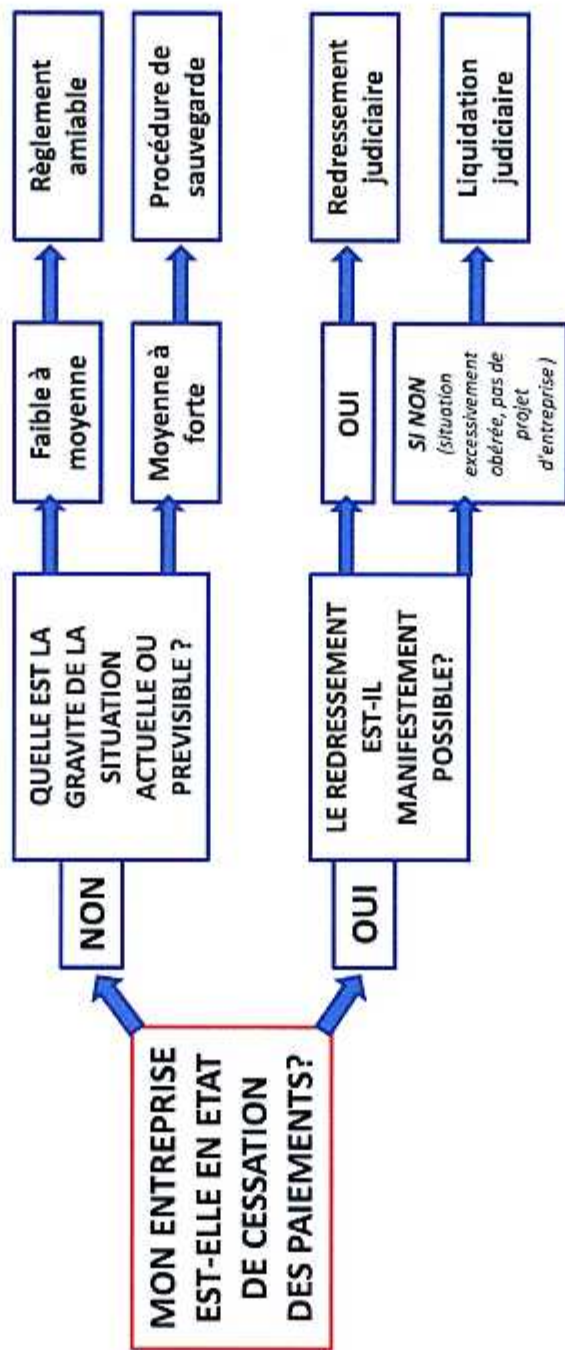 MON ENTREPRISE
EST-ELLE EN ETAT
DE CESSATION
DES PAIEMENTS?
NON
QUELLE EST LA
GRAVITE DE LA
SITUATION
ACTUELLE OU
PREVISIBLE ?
Faible à
moyenne
Règlement
amiable
Moyenne à
forte
Procédure de
sauvegarde
OUI
LE REDRESSEMENT
EST-IL
MANIFESTEMENT
POSSIBLE?
OUI
Redressement
judiciaire
SI NON
(situation
excessivement
obérée, pas de
projet
d'entreprise )
Liquidation
judiciaire